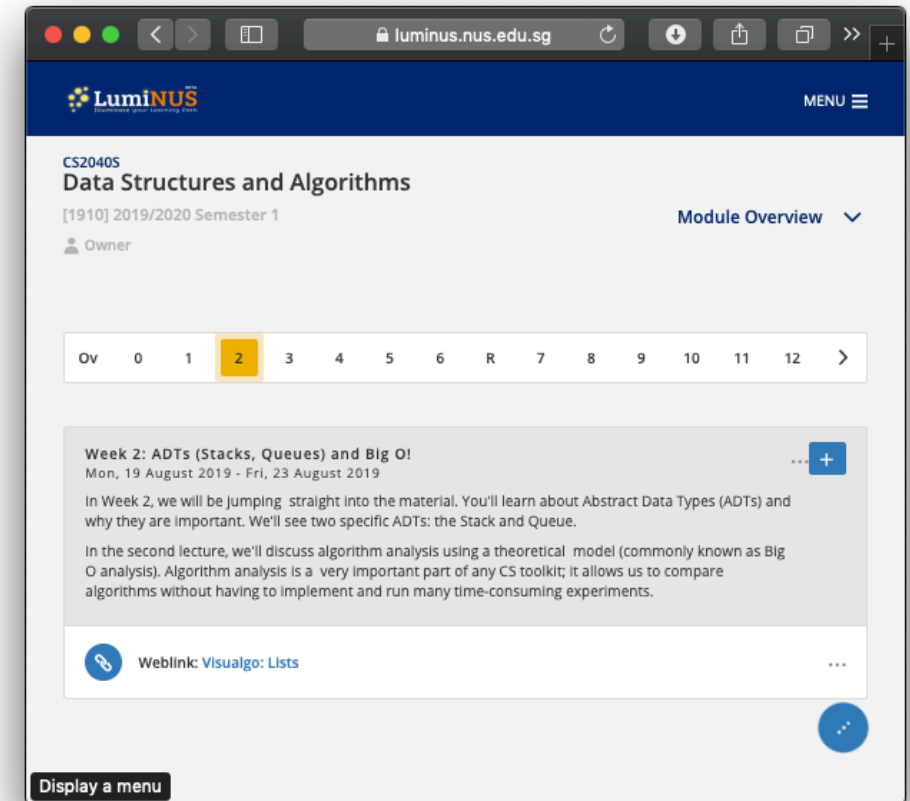 luminus.nus.edu.sg
LumiNUS
BETA
Illuminate your Learning Path
MENU
CS2040S
Data Structures and Algorithms
[1910] 2019/2020 Semester 1
Module Overview
Owner
Ov 0 1 2 3 4 5 6 R 7 8 9 10 11 12 >
Week 2: ADTs (Stacks, Queues) and Big O!
Mon, 19 August 2019 - Fri, 23 August 2019
In Week 2, we will be jumping straight into the material. You'll learn about Abstract Data Types (ADTs) and
why they are important. We'll see two specific ADTs: the Stack and Queue.
In the second lecture, we'll discuss algorithm analysis using a theoretical model (commonly known as Big
O analysis). Algorithm analysis is a very important part of any CS toolkit; it allows us to compare
algorithms without having to implement and run many time-consuming experiments.
Weblink: Visualgo: Lists
Display a menu